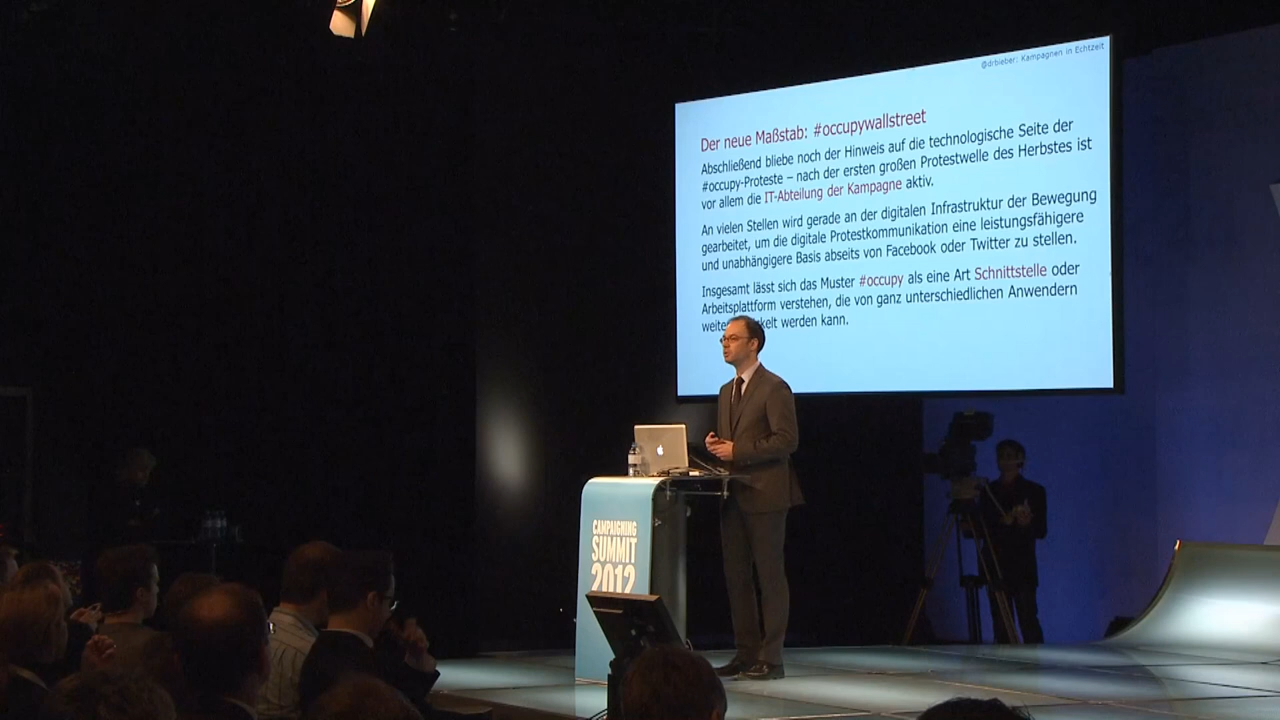 @drbieber: Kampagnen in Echtzeit
Der neue Maßstab: #occupywallstreet
Abschließend bliebe noch der Hinweis auf die technologische Seite der
#occupy-Proteste – nach der ersten großen Protestwelle des Herbstes ist
vor allem die IT-Abteilung der Kampagne aktiv.
An vielen Stellen wird gerade an der digitalen Infrastruktur der Bewegung
gearbeitet, um die digitale Protestkommunikation eine leistungsfähigere
und unabhängigere Basis abseits von Facebook oder Twitter zu stellen.
Insgesamt lässt sich das Muster #occupy als eine Art Schnittstelle oder
Arbeitsplattform verstehen, die von ganz unterschiedlichen Anwendern
werden kann.
CAMPAIGNING
SUMMIT
2012